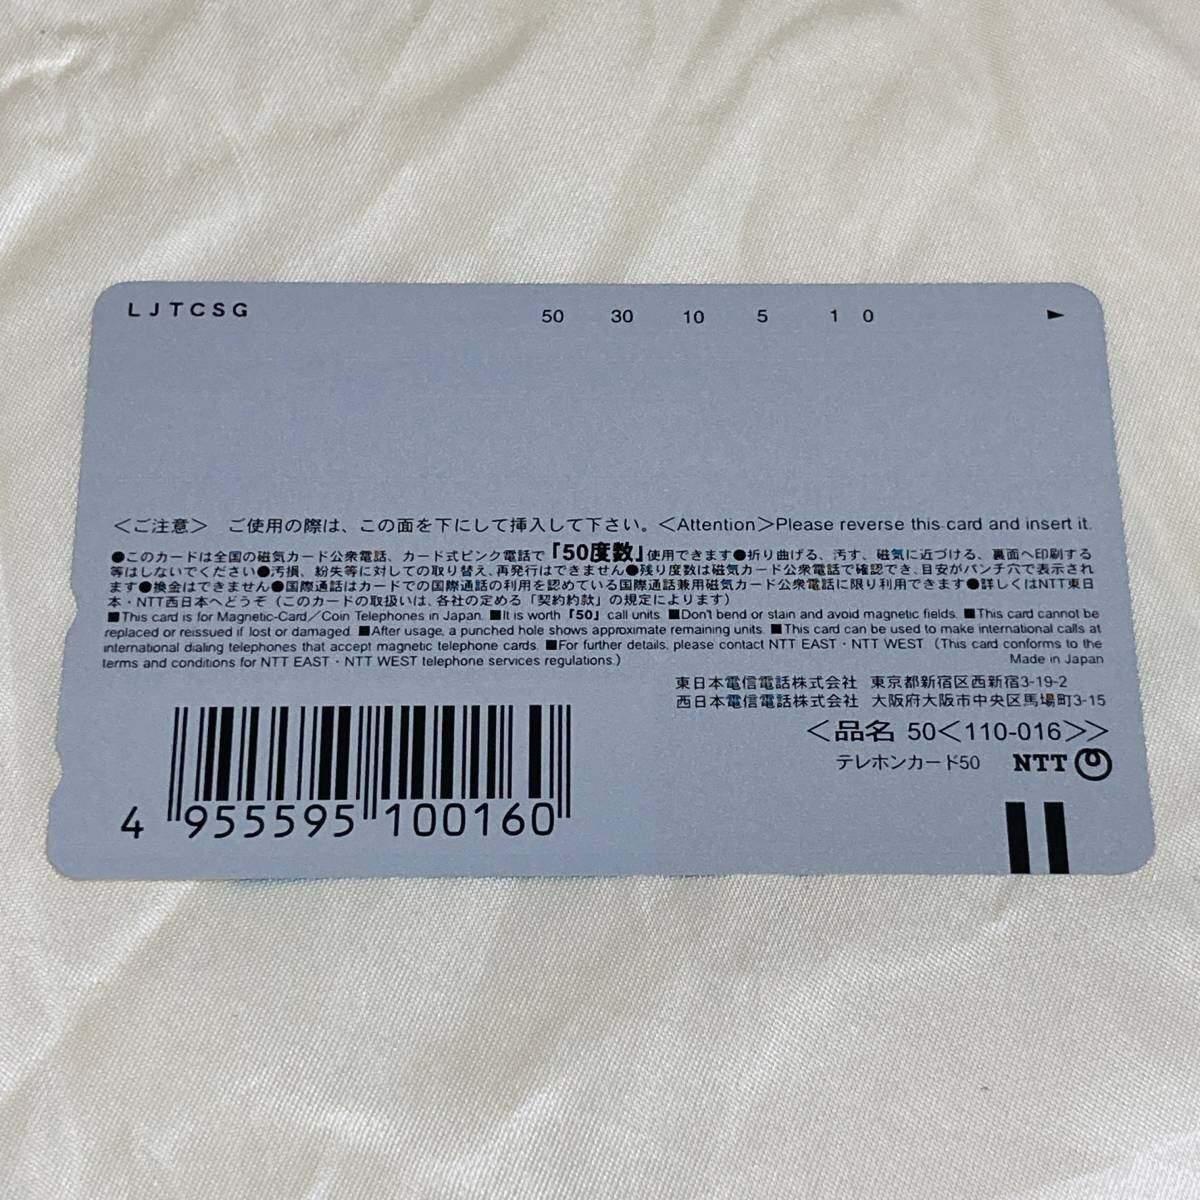 LJTCSG
50 30 10 5 1 0 ►
＜ご注意＞ ご使用の際は、この面を下にして挿入して下さい。＜Attention＞Please reverse this card and insert it.
●このカードは全国の磁気カード公衆電話、カード式ピンク電話で「50度数」使用できます●折り曲げる、汚す、磁気に近づける、裏面へ印刷する
等はしないでください●汚損、紛失等に対しての取り替え、再発行はできません●残り度数は磁気カード公衆電話で確認でき、目安がパンチ穴で表示され
ます●換金はできません●国際通話はカードでの国際通話の利用を認めている国際通話兼用磁気カード公衆電話に限り利用できます●詳しくはNTT東日
本・NTT西日本へどうぞ（このカードの取扱いは、各社の定める「契約約款」の規定によります）
■This card is for Magnetic-Card／Coin Telephones in Japan. ■It is worth「50」call units. ■Don't bend or stain and avoid magnetic fields. ■This card cannot be
replaced or reissued if lost or damaged. ■After usage, a punched hole shows approximate remaining units. ■This card can be used to make international calls at
international dialing telephones that accept magnetic telephone cards. ■For further details, please contact NTT EAST・NTT WEST（This card conforms to the
terms and conditions for NTT EAST・NTT WEST telephone services regulations.）
Made in Japan
東日本電信電話株式会社 東京都新宿区西新宿3-19-2
西日本電信電話株式会社 大阪府大阪市中央区馬場町3-15
＜品名 50＜110-016＞＞
テレホンカード50 NTT
4 955595 100160